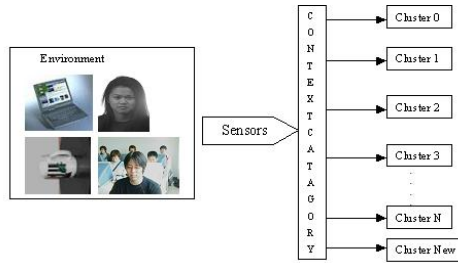 Environment
Sensors
CONTEXTCATAGORY
Cluster 0
Cluster 1
Cluster 2
Cluster 3
Cluster N
Cluster New